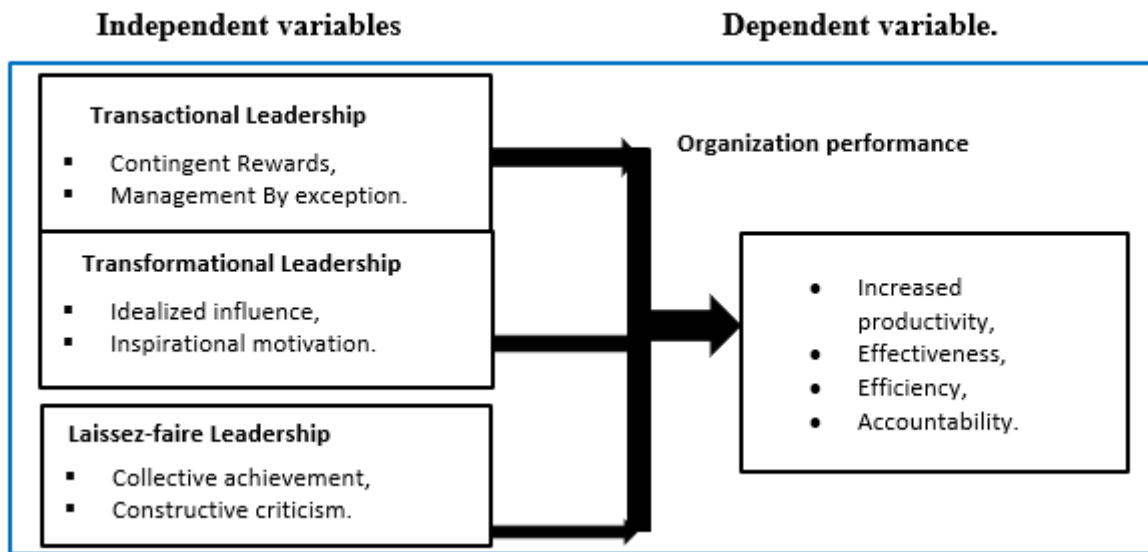 Independent variables
Dependent variable.
Transactional Leadership
▪ Contingent Rewards,
▪ Management By exception.
Transformational Leadership
▪ Idealized influence,
▪ Inspirational motivation.
Laissez-faire Leadership
▪ Collective achievement,
▪ Constructive criticism.
Organization performance
● Increased
productivity,
● Effectiveness,
● Efficiency,
● Accountability.